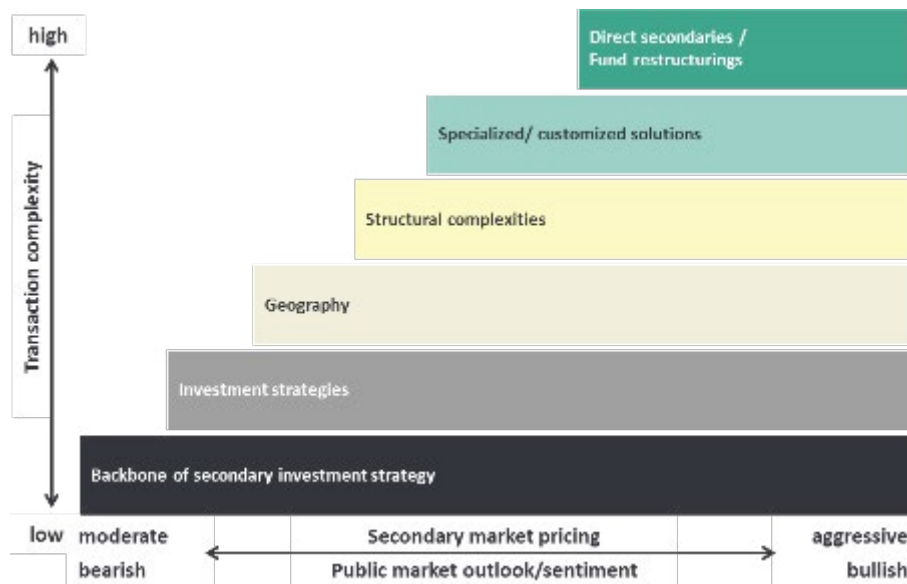 high
Direct secondaries /
Fund restructurings
Specialized/ customized solutions
Structural complexities
Transaction complexity
Geography
Investment strategies
Backbone of secondary investment strategy
low moderate Secondary market pricing aggressive
bearish Public market outlook/sentiment bullish